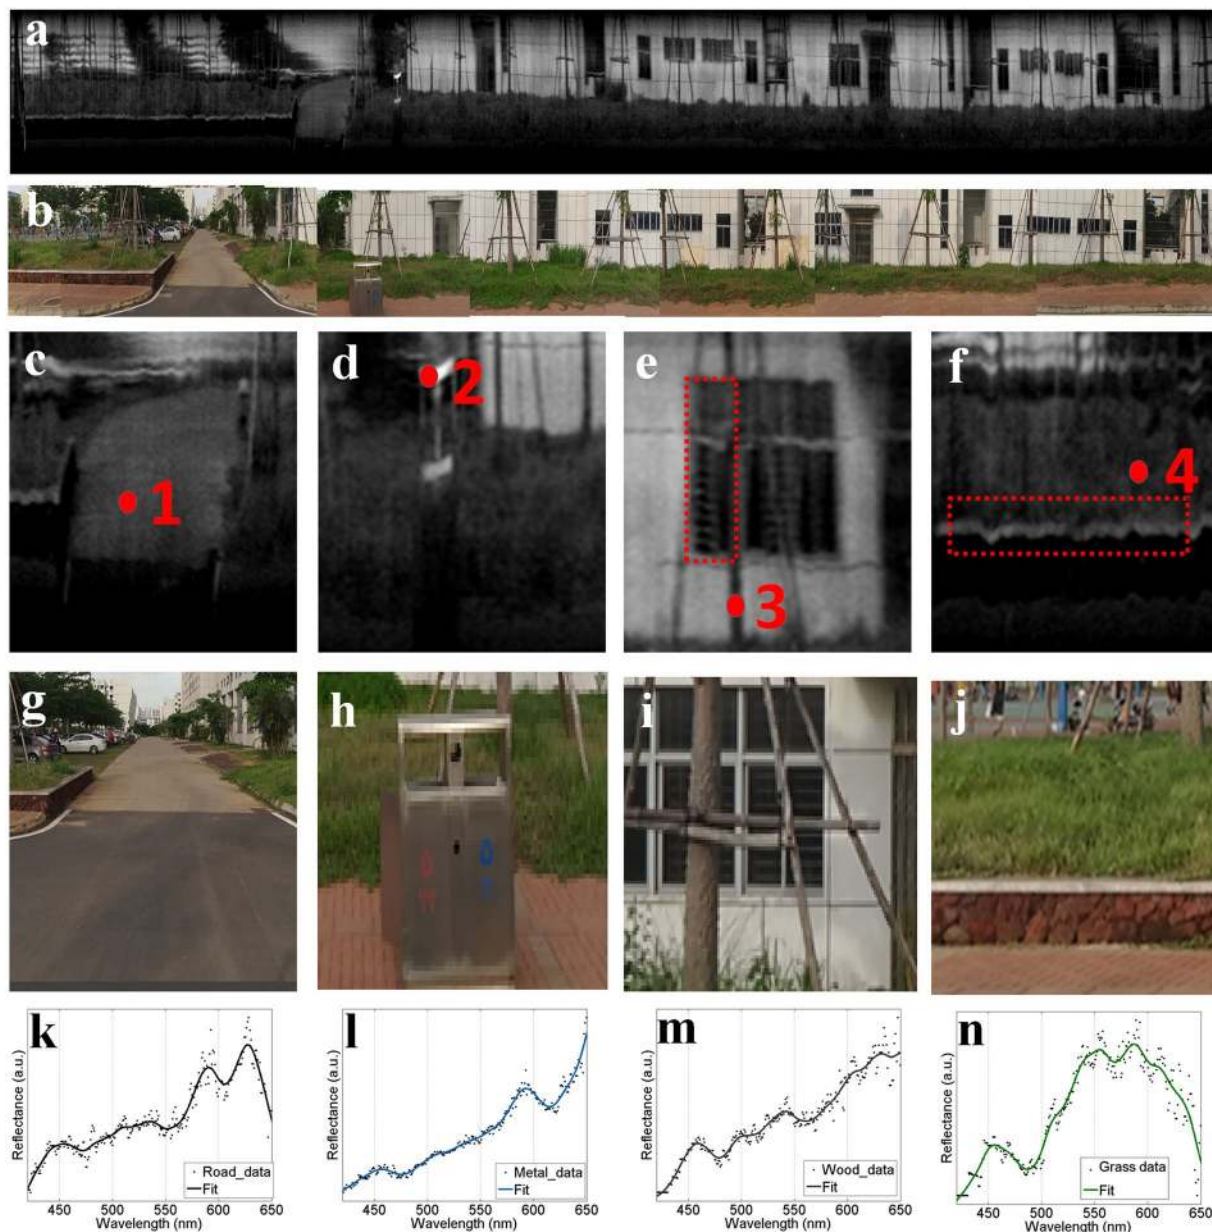 a
b
c
1
d
2
e
3
f
4
g
h
i
j
k
Reflectance (a.u.)
Road_data
Fit
450 500 550 600 650
Wavelength (nm)
l
Reflectance (a.u.)
Metal_data
Fit
450 500 550 600 650
Wavelength (nm)
m
Reflectance (a.u.)
Wood_data
Fit
450 500 550 600 650
Wavelength (nm)
n
Reflectance (a.u.)
Grass data
Fit
450 500 550 600 650
Wavelength (nm)